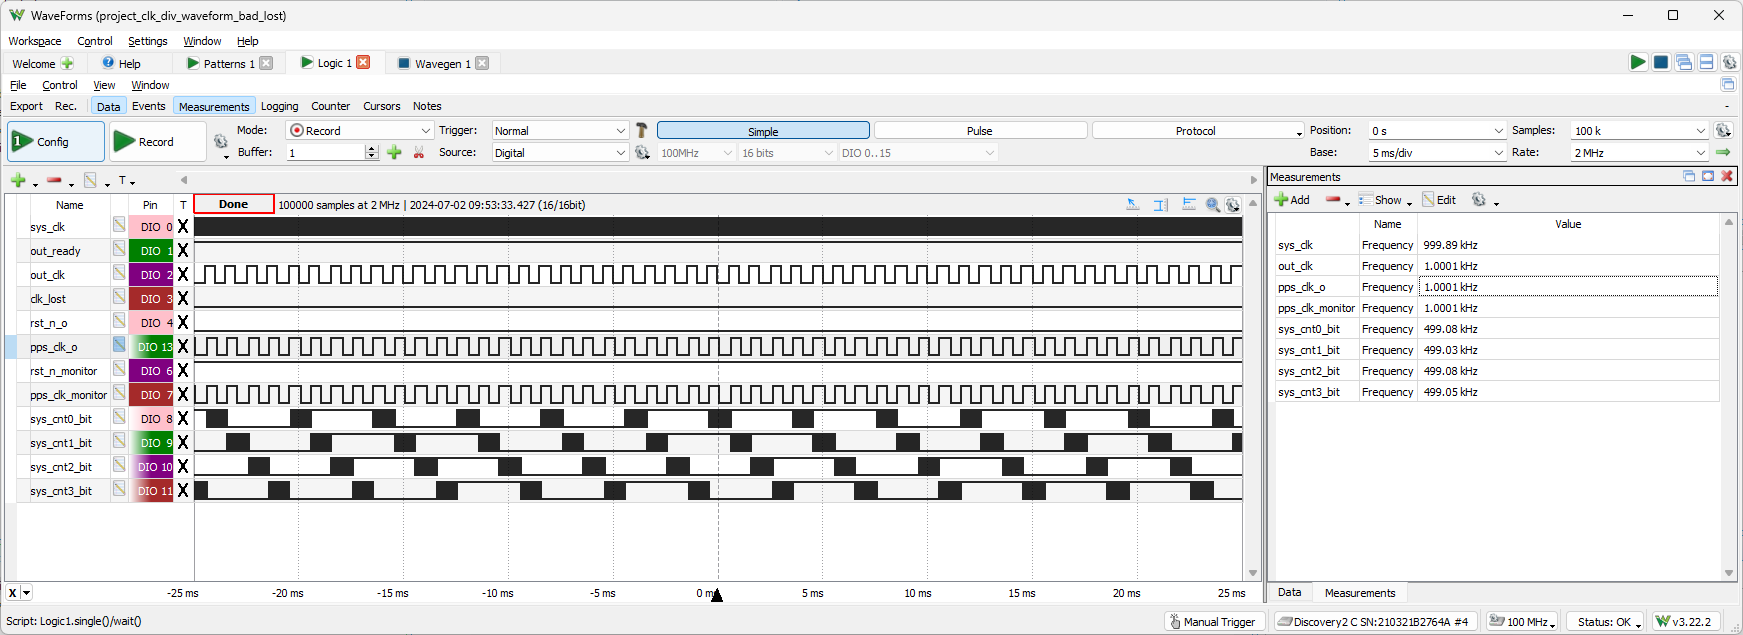 WaveForms (project_clk_div_waveform_bad_lost)
Workspace Control Settings Window Help
Welcome Help Patterns 1 Logic 1 Wavegen 1
File Control View Window
Export Rec. Data Events Measurements Logging Counter Cursors Notes -
1 Config Record Mode: Record Trigger: Normal Simple Pulse Protocol Position: 0 s Samples: 100 k
Buffer: 1 Source: Digital 100MHz 16 bits DIO 0..15 Base: 5 ms/div Rate: 2 MHz
T
Name Pin T Done 100000 samples at 2 MHz | 2024-07-02 09:53:33.427 (16/16bit)
sys_clk DIO 0 X
out_ready DIO 1 X
out_clk DIO 2 X
clk_lost DIO 3 X
rst_n_o DIO 4 X
pps_clk_o DIO 13 X
rst_n_monitor DIO 6 X
pps_clk_monitor DIO 7 X
sys_cnt0_bit DIO 8 X
sys_cnt1_bit DIO 9 X
sys_cnt2_bit DIO 10 X
sys_cnt3_bit DIO 11 X
X -25 ms -20 ms -15 ms -10 ms -5 ms 0 ms 5 ms 10 ms 15 ms 20 ms 25 ms
Measurements
Add Show Edit
Name Value
sys_clk Frequency 999.89 kHz
out_clk Frequency 1.0001 kHz
pps_clk_o Frequency 1.0001 kHz
pps_clk_monitor Frequency 1.0001 kHz
sys_cnt0_bit Frequency 499.08 kHz
sys_cnt1_bit Frequency 499.03 kHz
sys_cnt2_bit Frequency 499.08 kHz
sys_cnt3_bit Frequency 499.05 kHz
Data Measurements
Script: Logic1.single()/wait() Manual Trigger Discovery2 C SN:210321B2764A #4 100 MHz Status: OK v3.22.2